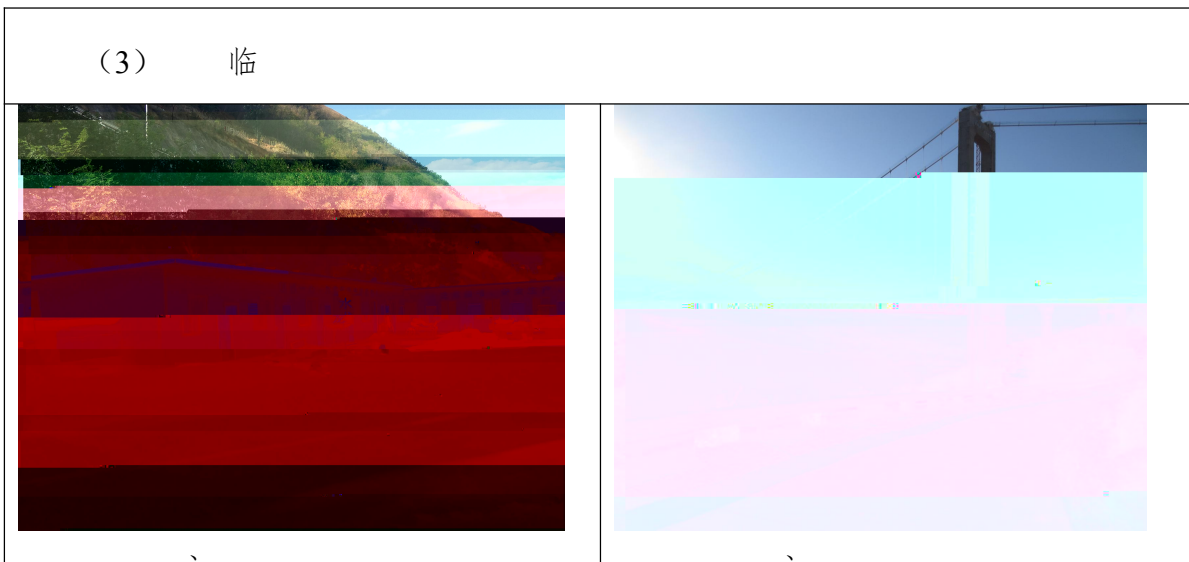 (3) 临
、 、